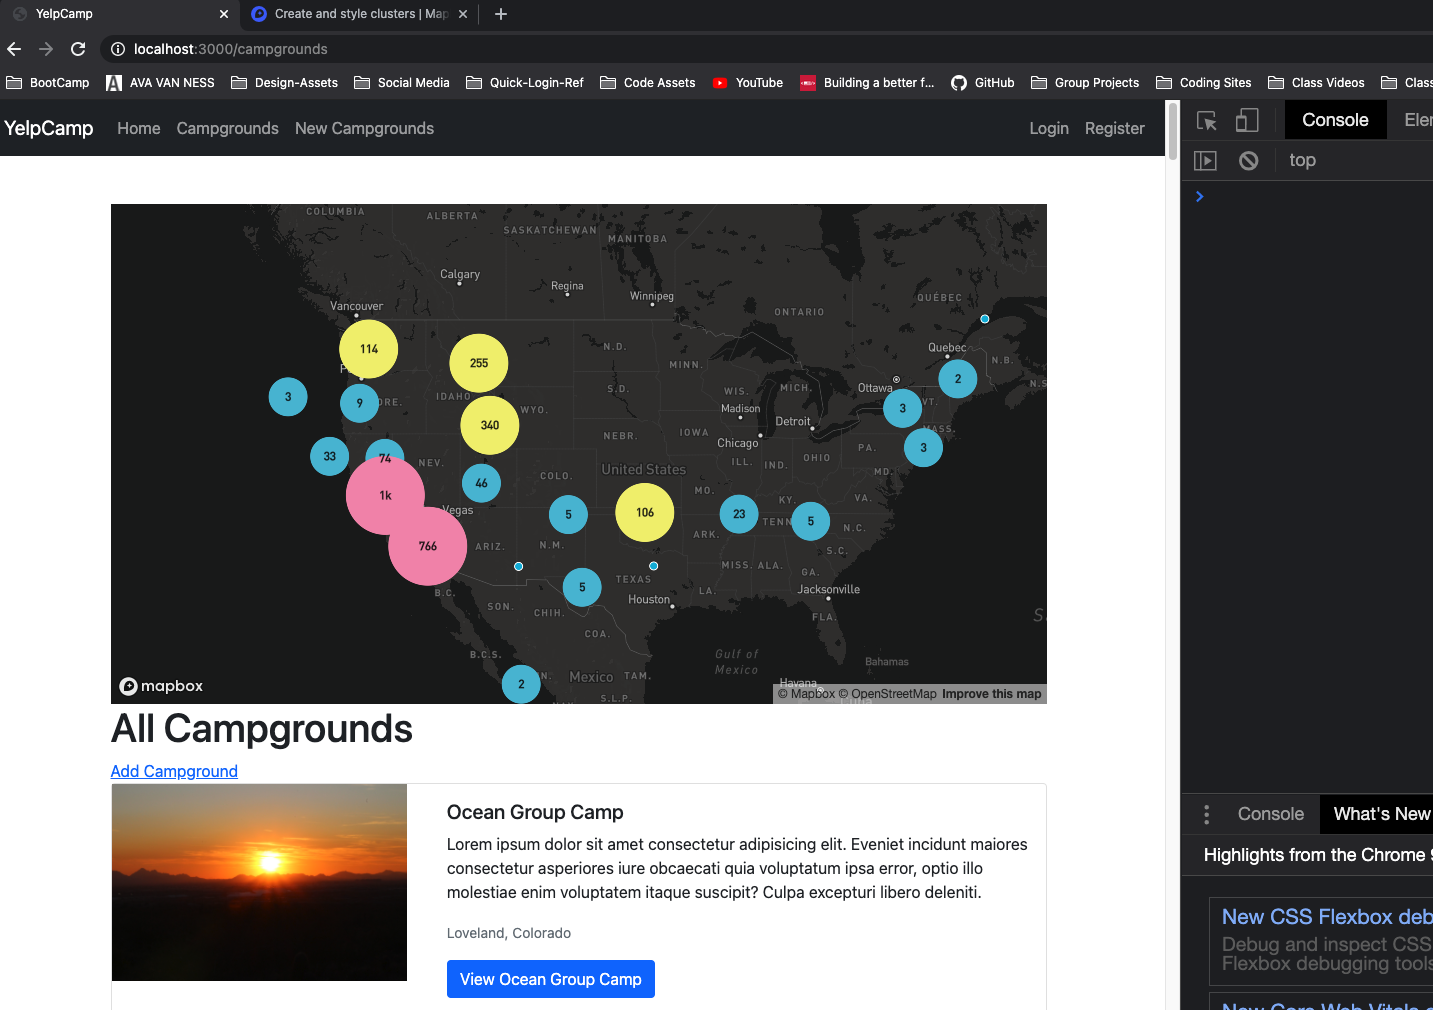 YelpCamp
Create and style clusters | Map
localhost:3000/campgrounds
BootCamp AVA VAN NESS Design-Assets Social Media Quick-Login-Ref Code Assets YouTube Building a better f... GitHub Group Projects Coding Sites Class Videos Clas
YelpCamp Home Campgrounds New Campgrounds Login Register
COLUMBIA ALBERTA
SASKATCHEWAN MANITOBA
Calgary
Regina Winnipeg
Vancouver QUÉBEC
ONTARIO
114 255 N.D. Quebec
MINN. N.B.
3 9 ORE. IDAHO WYO. S.D. WIS. MICH. Ottawa 2 N.S
340 Madison Detroit 3 VT.
33 74 NEV. NEBR. IOWA Chicago 3 MASS.
ILL. IND. OHIO PA.
United States
46 COLO. MO. MD.
1k Vegas KY. VA.
5 106 23 TENN 5 N.C.
766 ARIZ. N.M. ARK. S.C.
MISS. ALA. GA.
5 TEXAS LA. Jacksonville
B.C. SON. CHIH. Houston FLA.
COA. S.
B.C.S. Gulf of
Mexico Bahamas
2 N. Mexico TAM. Havana
S.L.P. Cuba
mapbox
© Mapbox © OpenStreetMap Improve this map
All Campgrounds
Add Campground
Ocean Group Camp
Lorem ipsum dolor sit amet consectetur adipisicing elit. Eveniet incidunt maiores
consectetur asperiores iure obcaecati quia voluptatum ipsa error, optio illo
molestiae enim voluptatem itaque suscipit? Culpa excepturi libero deleniti.
Loveland, Colorado
View Ocean Group Camp
Console Eler
top
Console What's New
Highlights from the Chrome 9
New CSS Flexbox deb
Debug and inspect CSS
Flexbox debugging tools
New Core Web Vitals